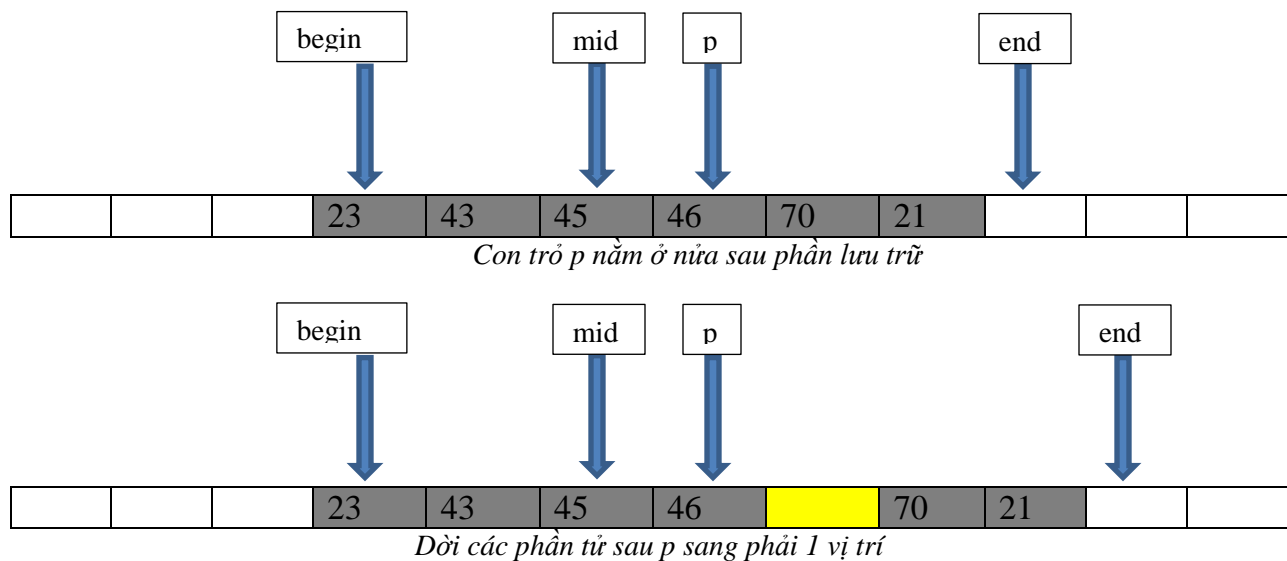 begin mid p end
23 43 45 46 70 21
Con trỏ p nằm ở nửa sau phần lưu trữ
begin mid p end
23 43 45 46 70 21
Dời các phần tử sau p sang phải 1 vị trí